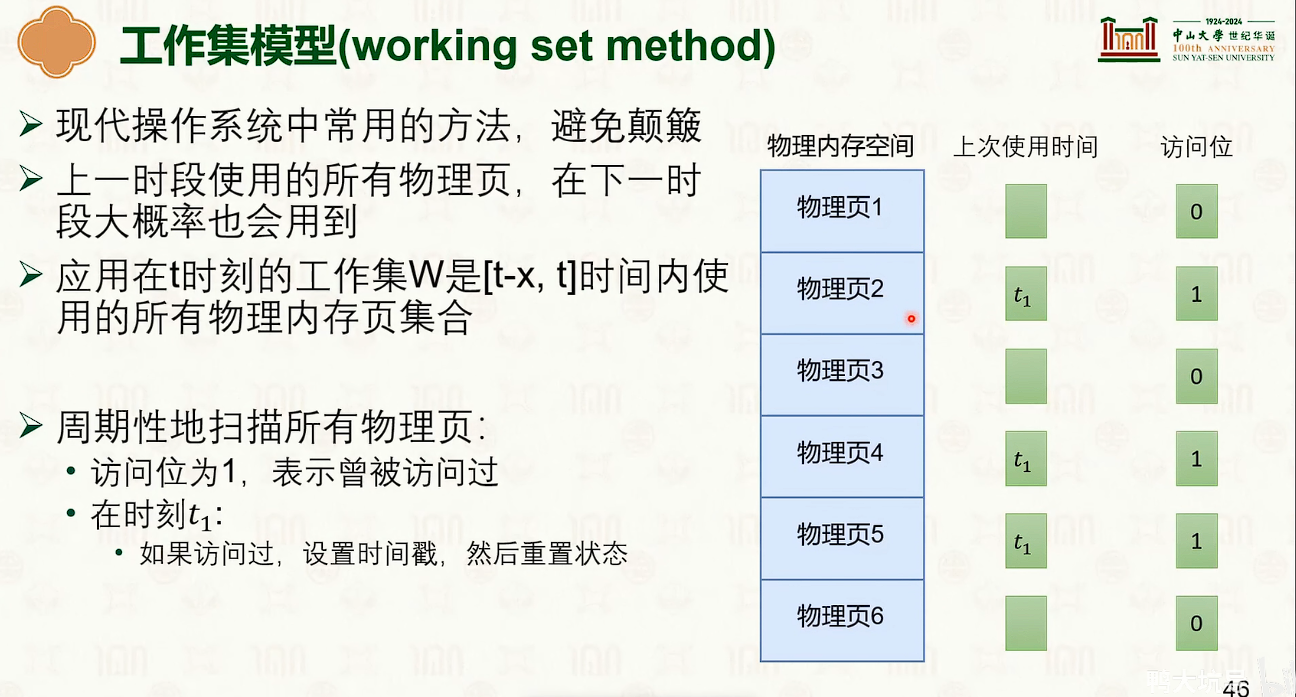 工作集模型(working set method)
1924-2024
中山大學 世纪华诞
100th ANNIVERSARY
SUN YAT-SEN UNIVERSITY
现代操作系统中常用的方法，避免颠簸
上一时段使用的所有物理页，在下一时
段大概率也会用到
应用在t时刻的工作集W是[t-x, t]时间内使
用的所有物理内存页集合
周期性地扫描所有物理页：
访问位为1，表示曾被访问过
在时刻t₁:
如果访问过，设置时间戳，然后重置状态
物理内存空间 上次使用时间 访问位
物理页1 0
物理页2 t₁ 1
物理页3 0
物理页4 t₁ 1
物理页5 t₁ 1
物理页6 0
46